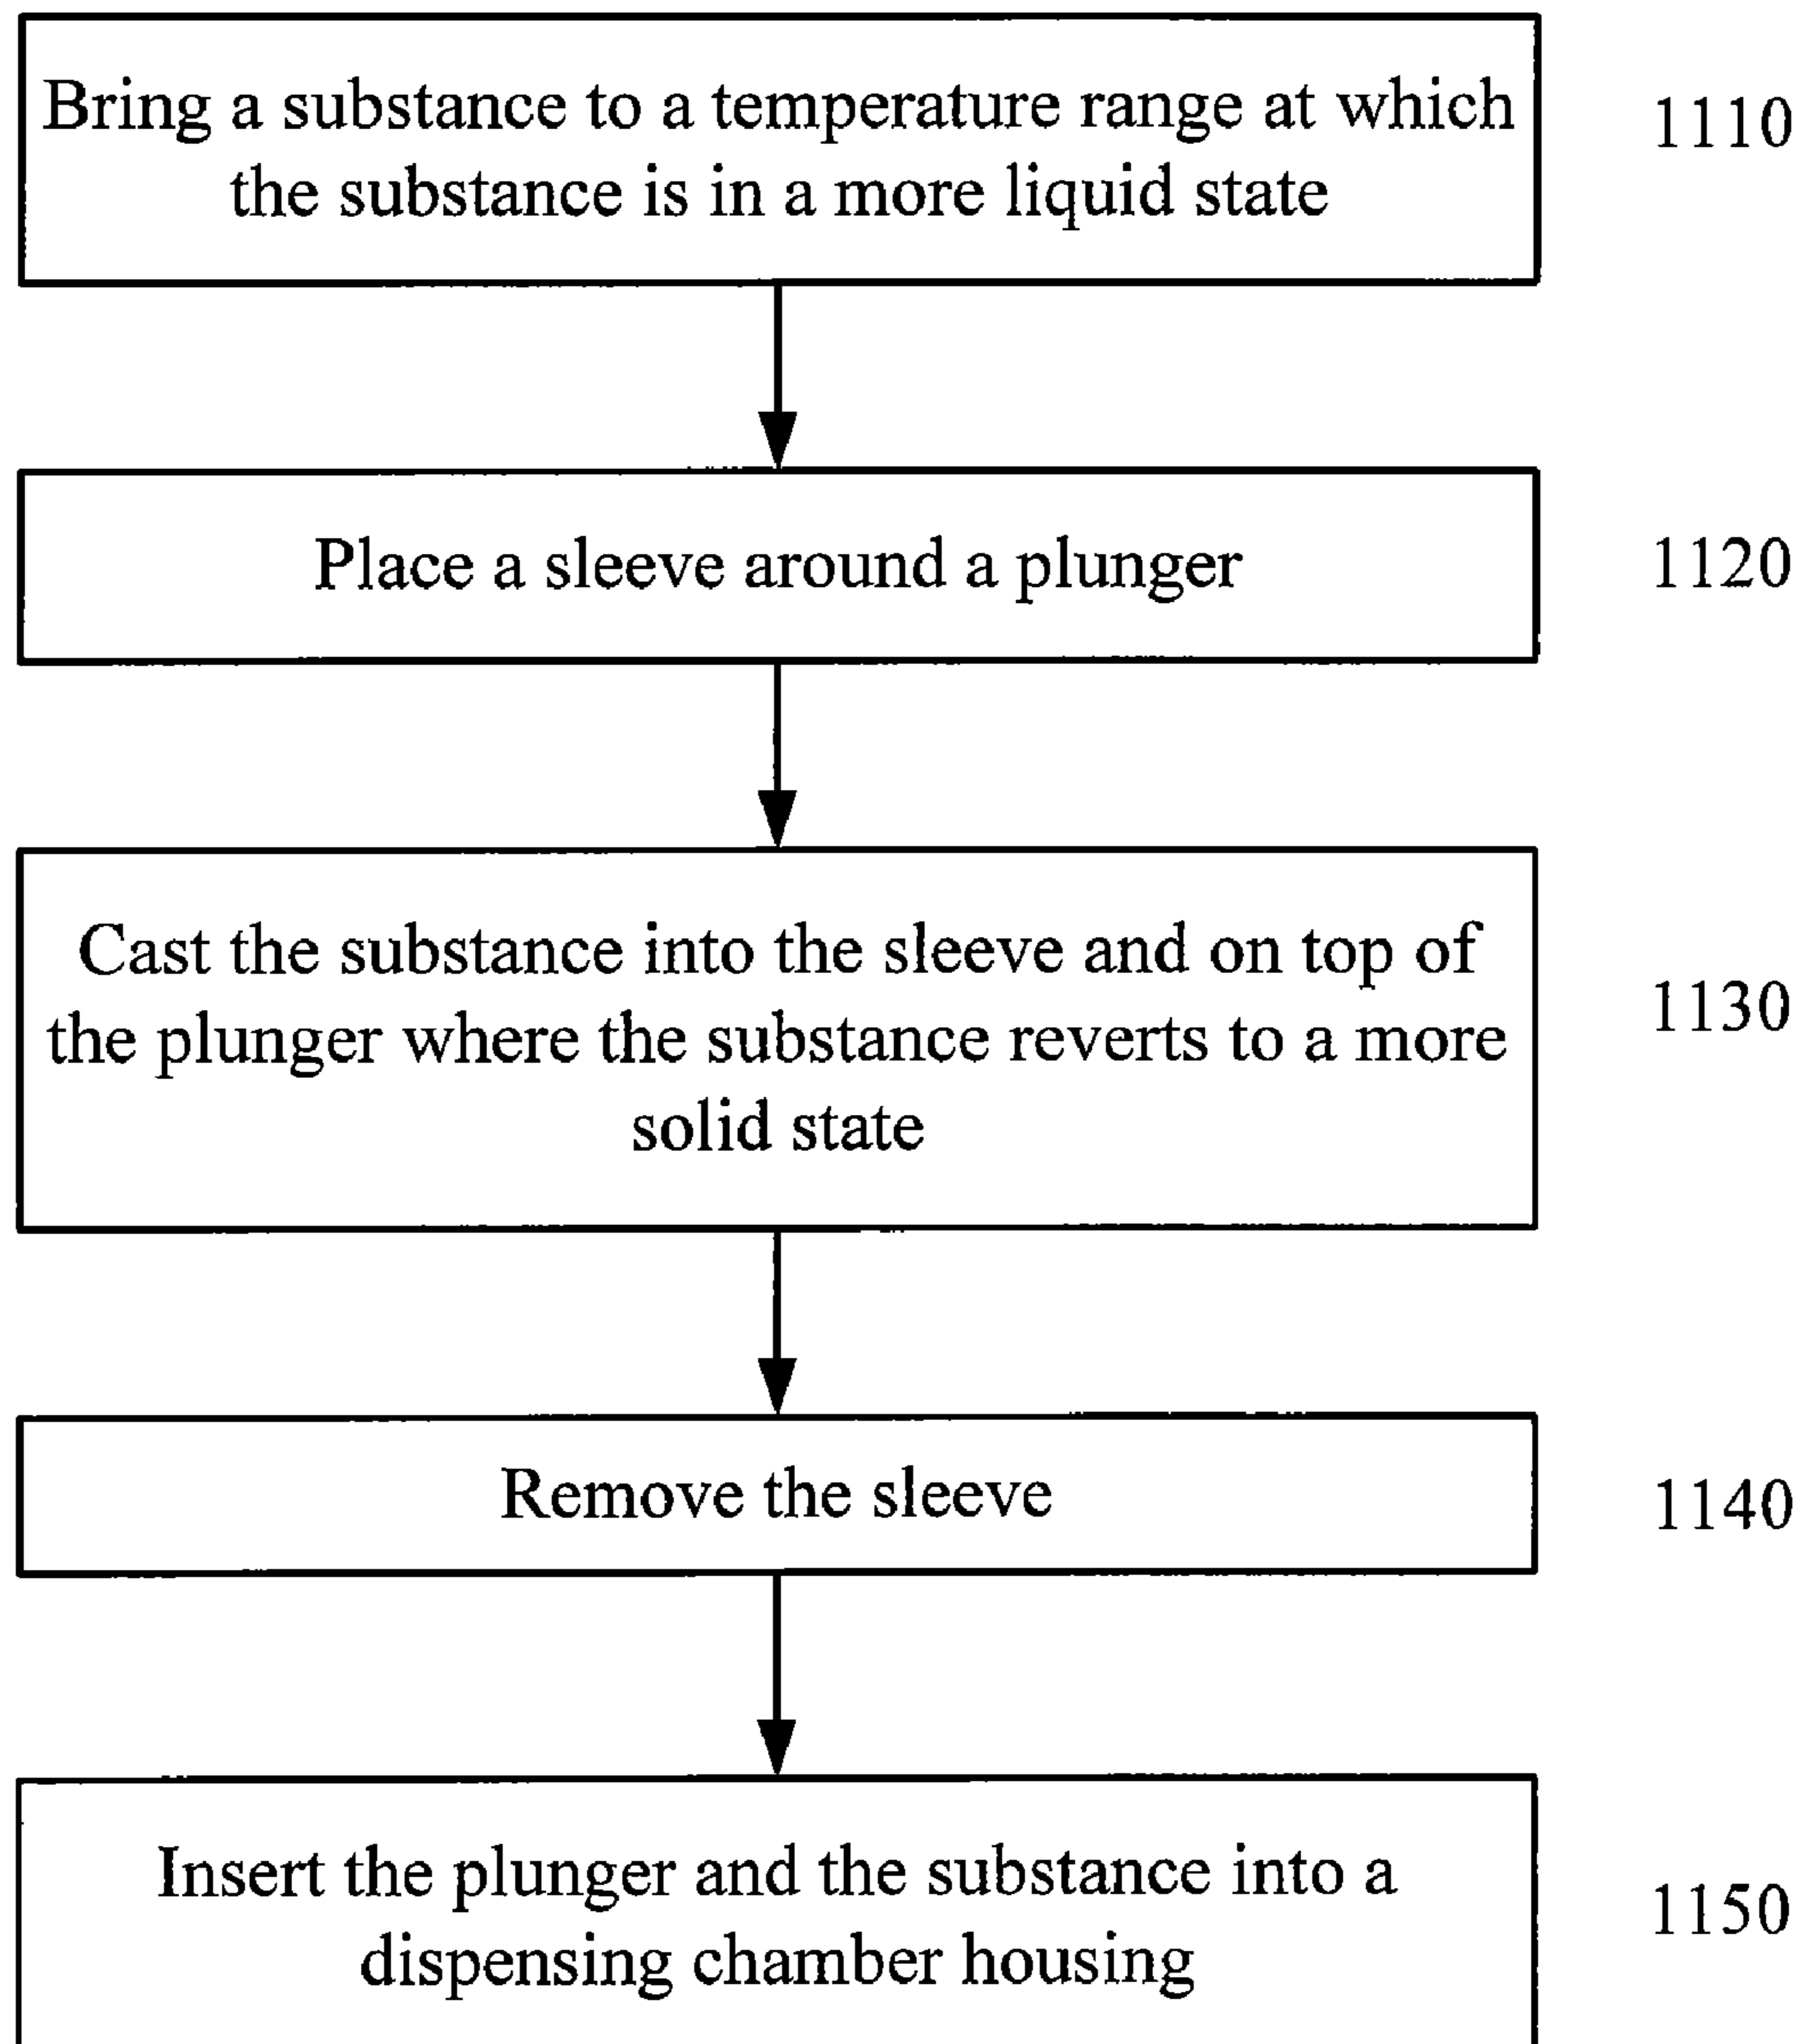 Bring a substance to a temperature range at which
the substance is in a more liquid state
1110
Place a sleeve around a plunger
1120
Cast the substance into the sleeve and on top of
the plunger where the substance reverts to a more
solid state
1130
Remove the sleeve
1140
Insert the plunger and the substance into a
dispensing chamber housing
1150